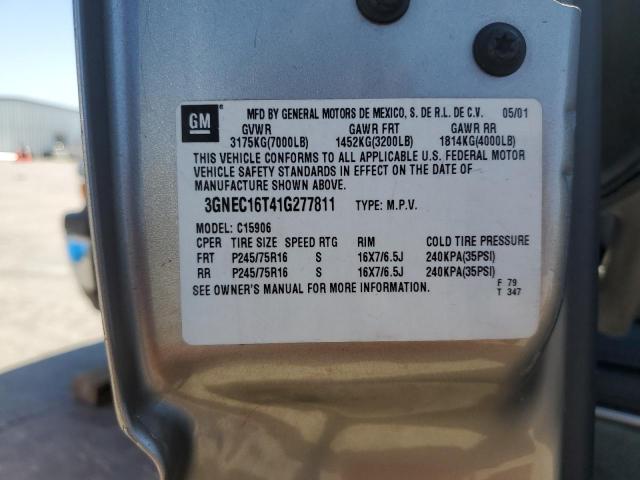 GM
MFD BY GENERAL MOTORS DE MEXICO, S. DE R.L. DE C.V. 05/01
GVWR GAWR FRT GAWR RR
3175KG(7000LB) 1452KG(3200LB) 1814KG(4000LB)
THIS VEHICLE CONFORMS TO ALL APPLICABLE U.S. FEDERAL MOTOR
VEHICLE SAFETY STANDARDS IN EFFECT ON THE DATE OF
MANUFACTURE SHOWN ABOVE.
3GNEC16T41G277811 TYPE: M.P.V.
MODEL: C15906
CPER TIRE SIZE SPEED RTG RIM COLD TIRE PRESSURE
FRT P245/75R16 S 16X7/6.5J 240KPA(35PSI)
RR P245/75R16 S 16X7/6.5J 240KPA(35PSI)
SEE OWNER'S MANUAL FOR MORE INFORMATION.
F 79
T 347